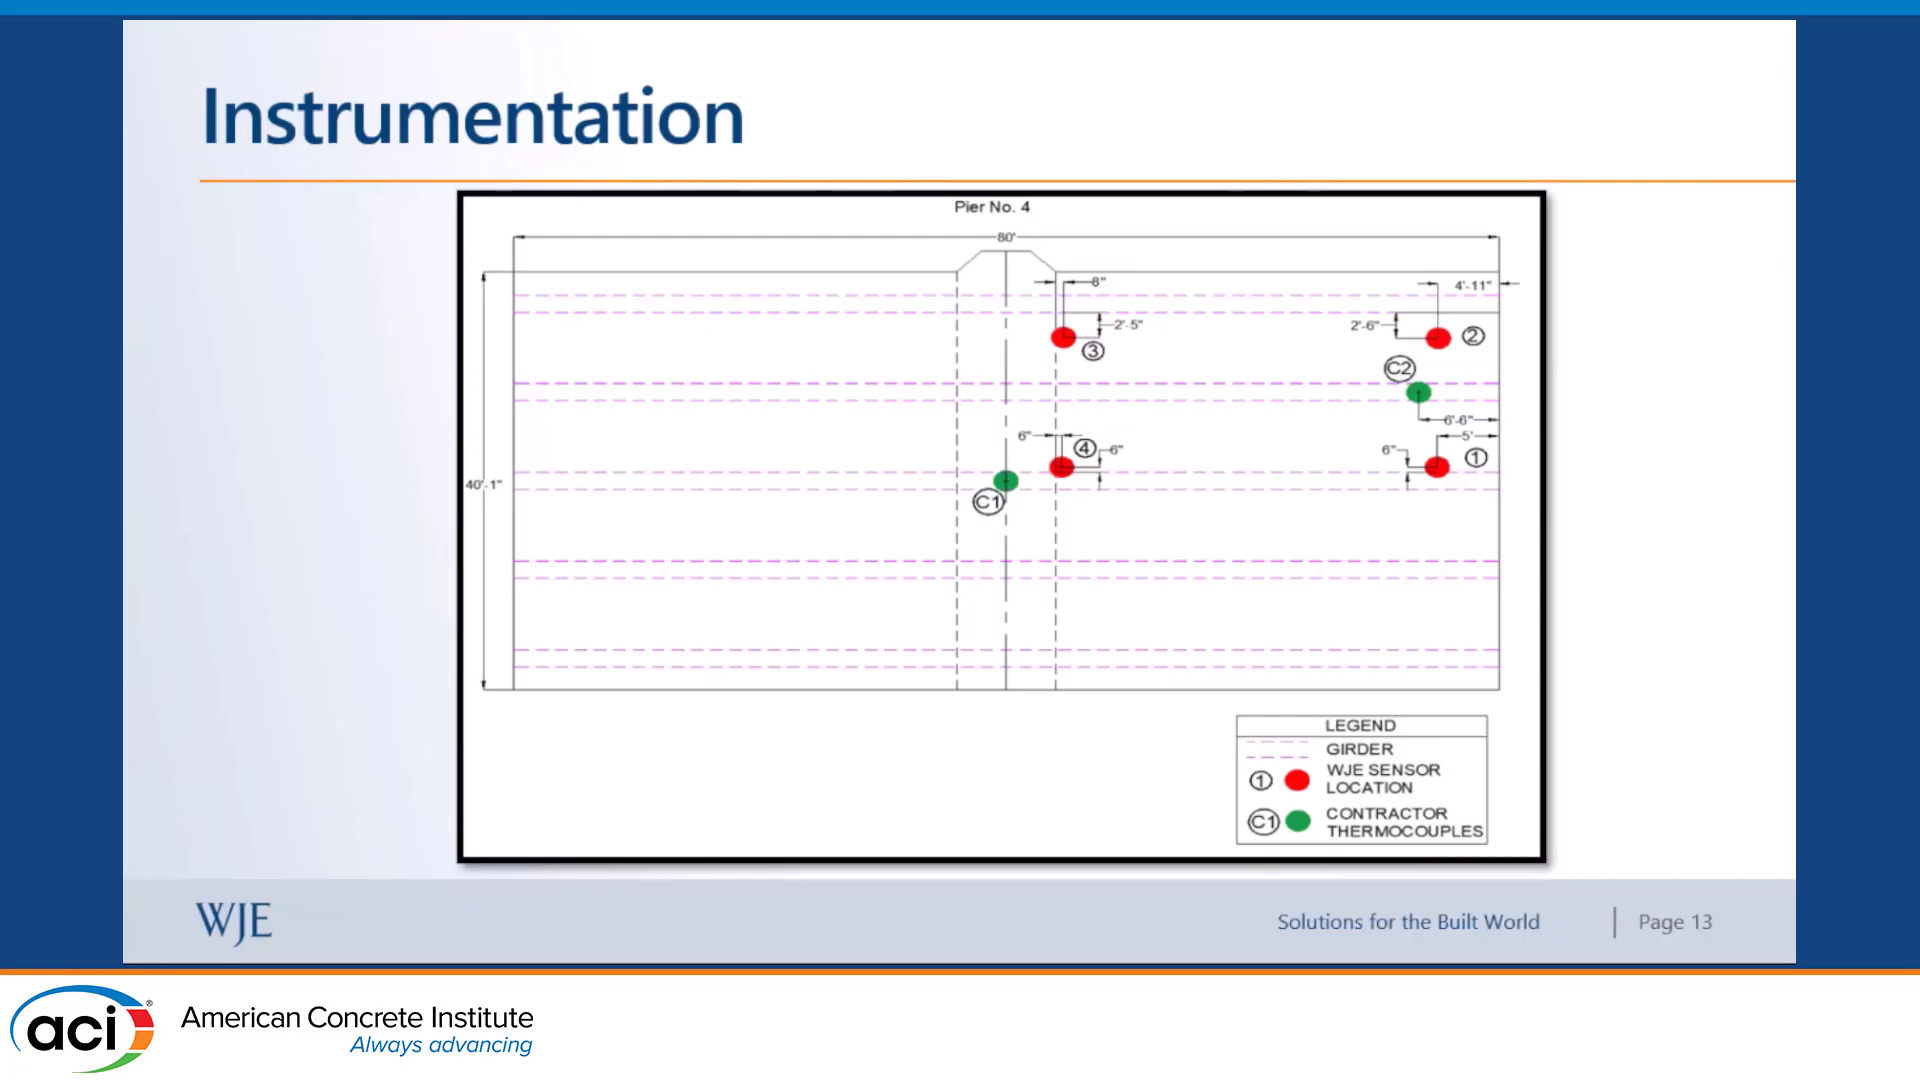 Instrumentation
Pier No. 4
80'
8"
4'-11"
2'-5"
2'-6"
2
3
C2
6'-6"
6"
4
6"
6"
5'
1
40'-1"
C1
LEGEND
GIRDER
1
WJE SENSOR
LOCATION
C1
CONTRACTOR
THERMOCOUPLES
WJE
Solutions for the Built World
Page 13
aci®
American Concrete Institute
Always advancing